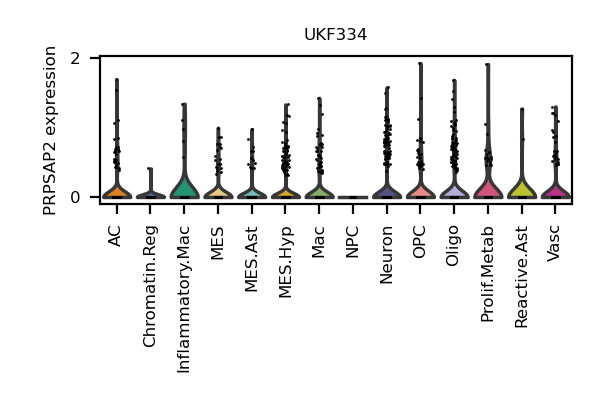 UKF334
PRPSAP2 expression
2
0
AC
Chromatin.Reg
Inflammatory.Mac
MES
MES.Ast
MES.Hyp
Mac
NPC
Neuron
OPC
Oligo
Prolif.Metab
Reactive.Ast
Vasc